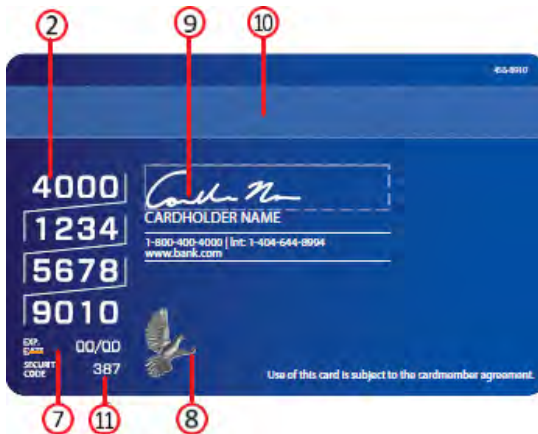 2 9 10
456-8910
4000
1234
5678
9010
CARDHOLDER NAME
1-800-400-4000 | Int: 1-404-644-8994
www.bank.com
EXP. DATE 00/00
SECURIT CODE 387
Use of this card is subject to the cardmember agreement.
7 11 8